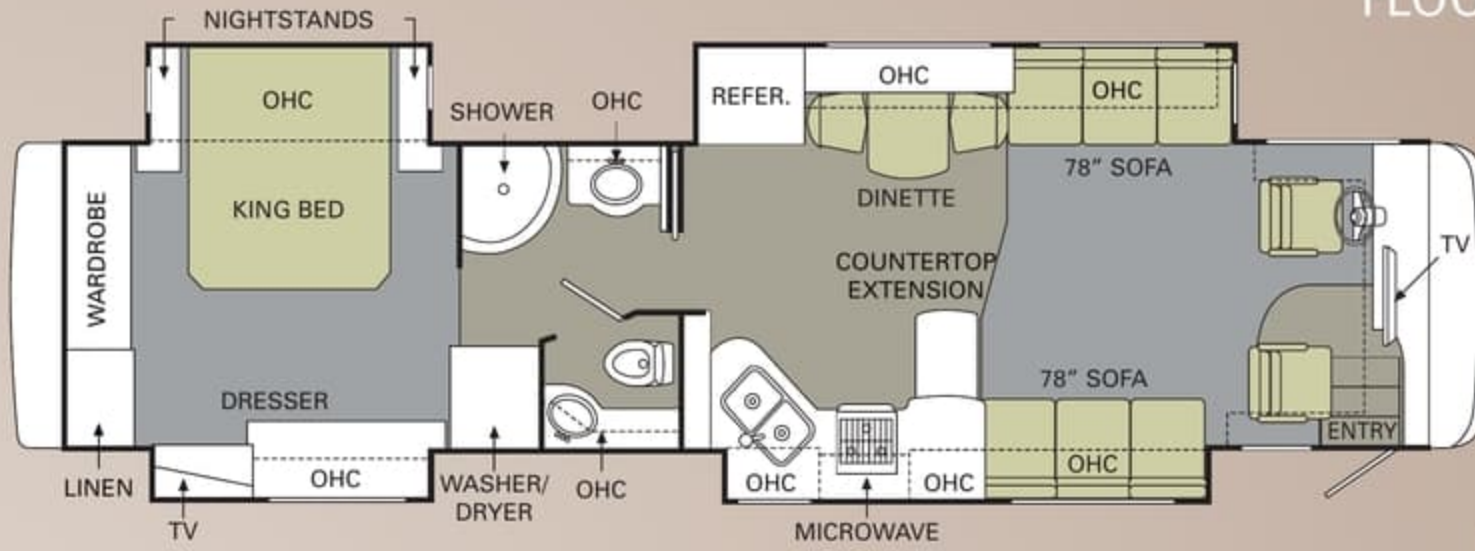 FLOO
NIGHTSTANDS
OHC
SHOWER
OHC
REFER.
OHC
OHC
WARDROBE
KING BED
DINETTE
78” SOFA
TV
COUNTERTOP
EXTENSION
DRESSER
78” SOFA
ENTRY
LINEN
TV
OHC
WASHER/
DRYER
OHC
OHC
MICROWAVE
OHC
OHC